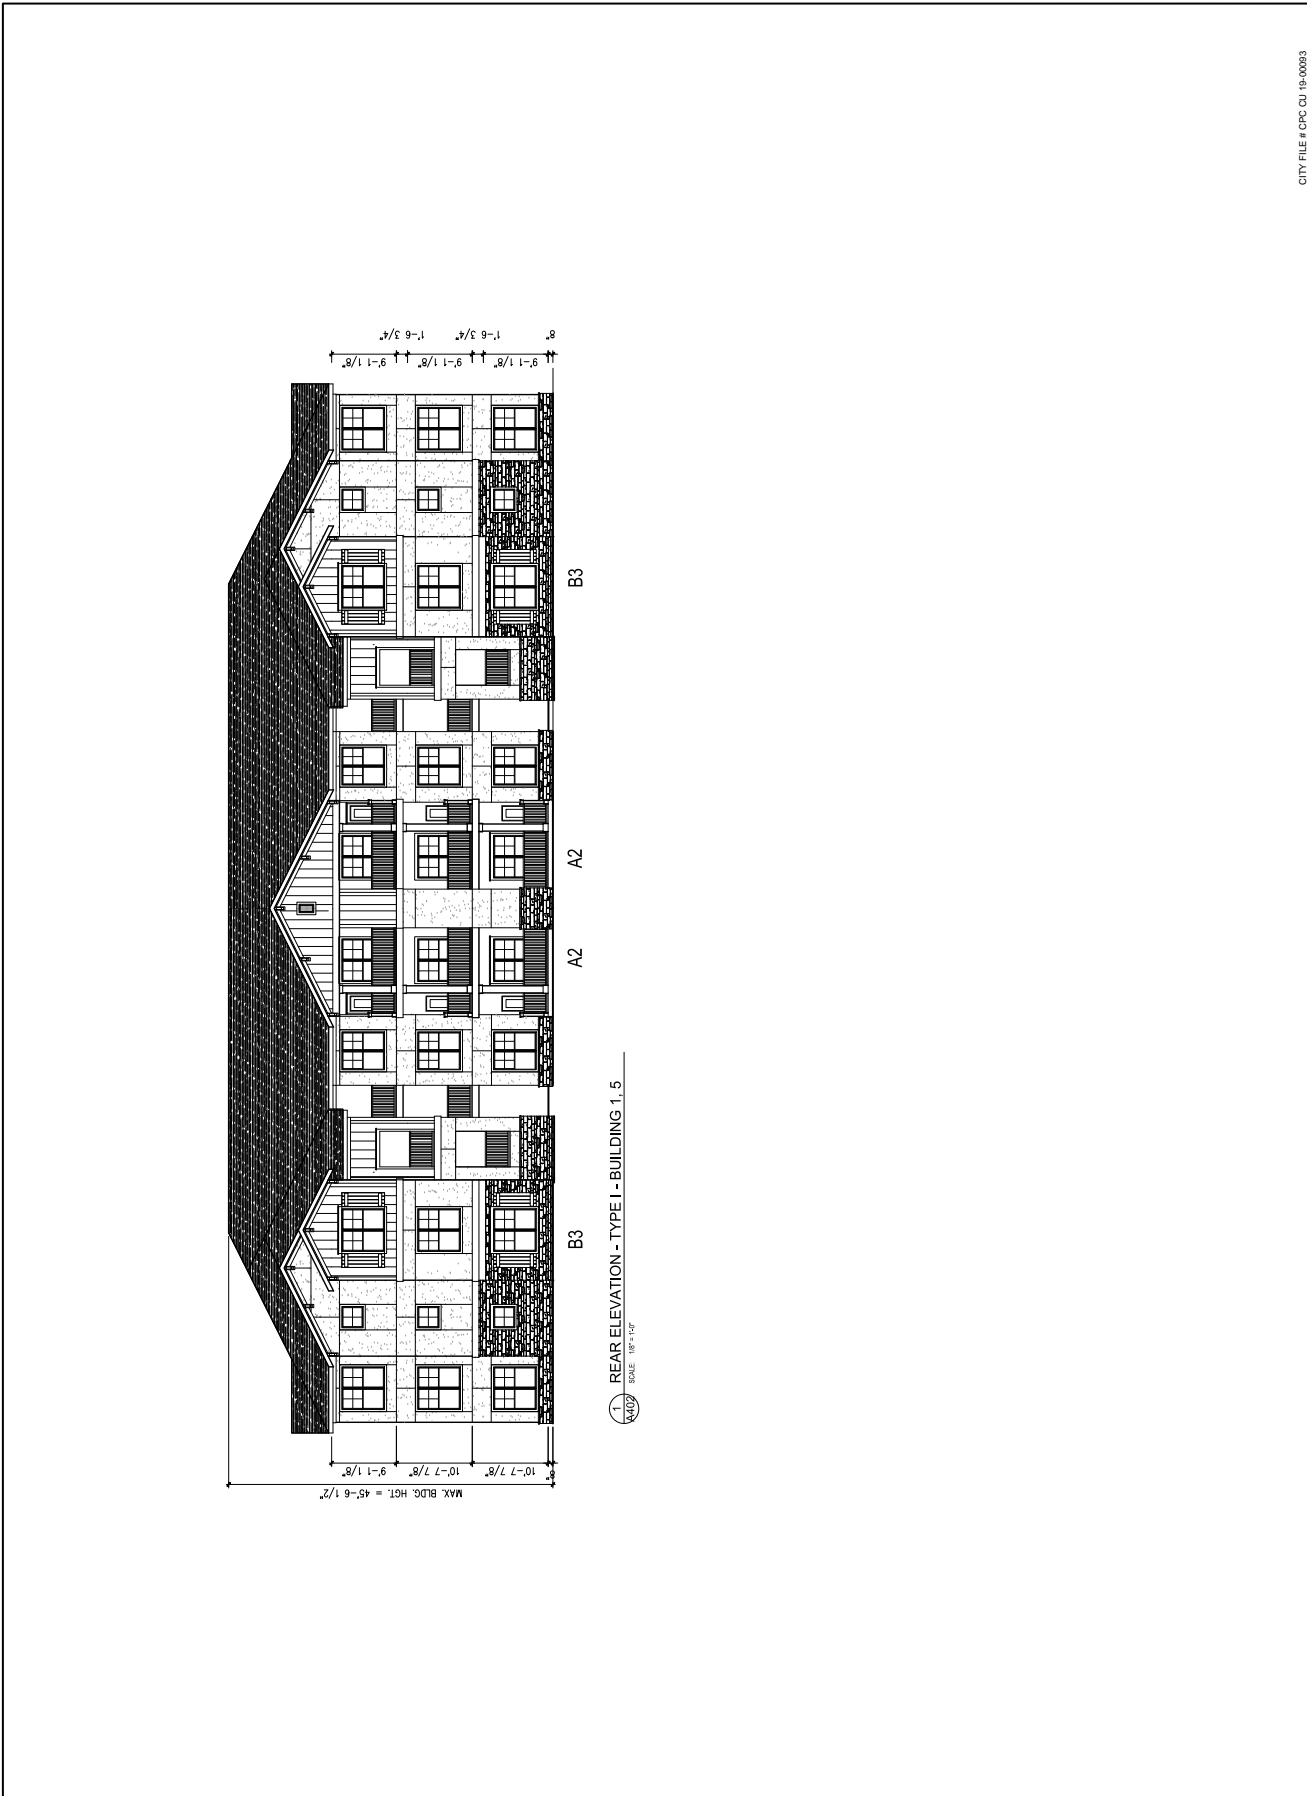 CITY FILE # CPC CU 19-00093
MAX. BLDG. HGT. = 45'-6 1/2"
9'-1 1/8"
10'-7 7/8"
10'-7 7/8"
8"
9'-1 1/8"
1'-6 3/4"
9'-1 1/8"
1'-6 3/4"
9'-1 1/8"
8"
B3
A2
A2
B3
1
A402
REAR ELEVATION - TYPE I - BUILDING 1, 5
SCALE: 1/8" = 1'-0"